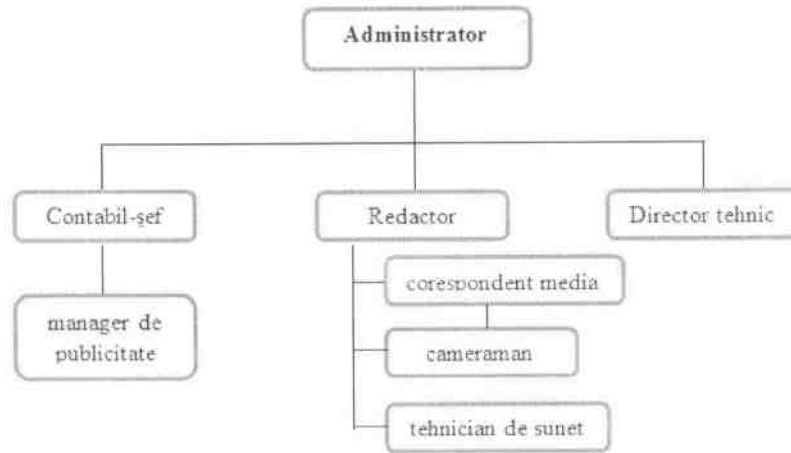 Administrator
Contabil-şef
Redactor
Director tehnic
corespondent media
manager de
publicitate
cameraman
tehnician de sunet